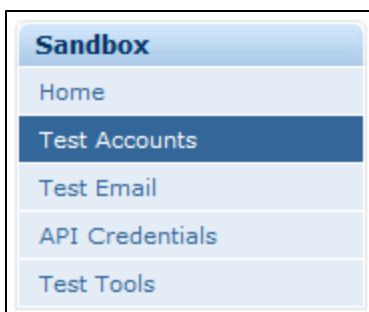 Sandbox
Home
Test Accounts
Test Email
API Credentials
Test Tools